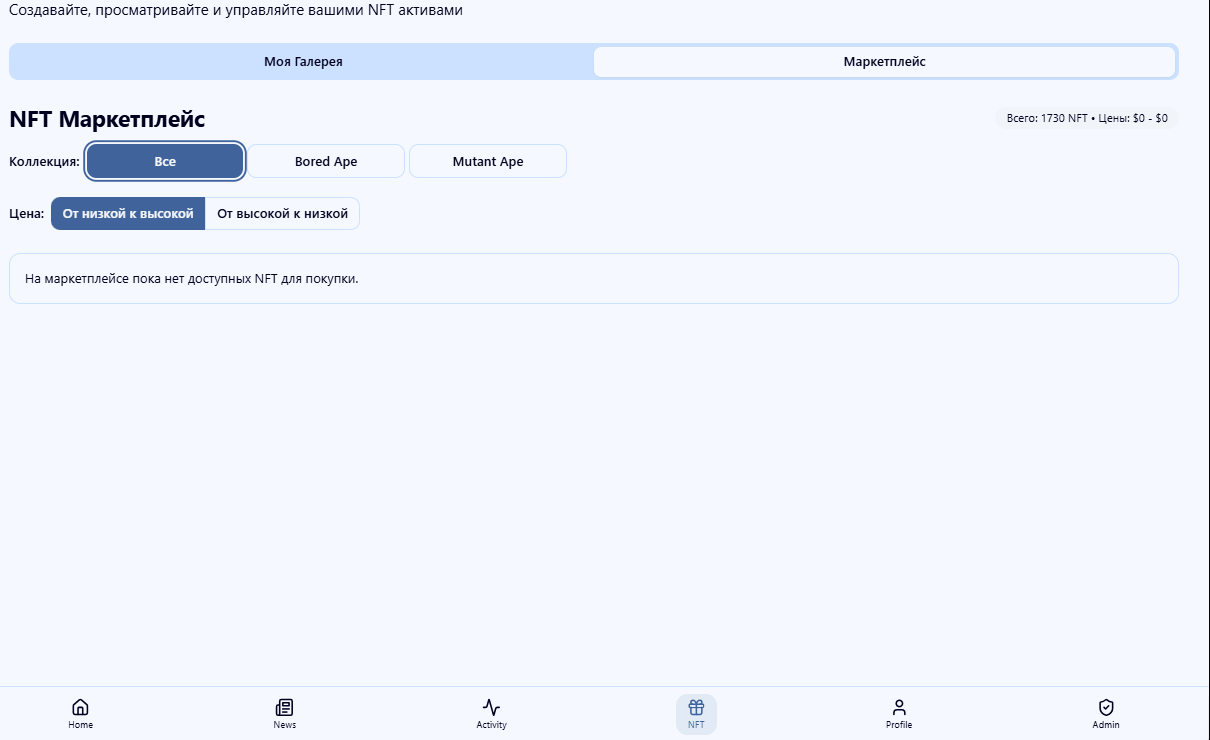 Создавайте, просматривайте и управляйте вашими NFT активами
Моя Галерея
Маркетплейс
NFT Маркетплейс
Всего: 1730 NFT • Цены: $0 - $0
Коллекция:
Все
Bored Ape
Mutant Ape
Цена:
От низкой к высокой
От высокой к низкой
На маркетплейсе пока нет доступных NFT для покупки.
Home
News
Activity
NFT
Profile
Admin